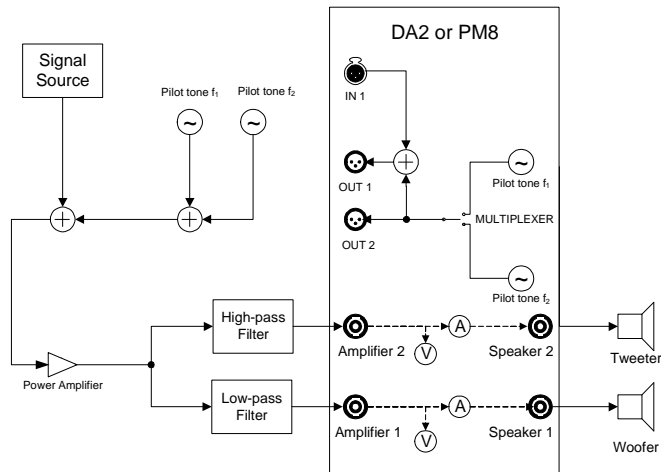 DA2 or PM8
Signal
Source
Pilot tone f₁
Pilot tone f₂
~
~
IN 1
+
+
+
OUT 1
~
Pilot tone f₁
OUT 2
MULTIPLEXER
~
Pilot tone f₂
High-pass
Filter
A
Amplifier 2
V
Speaker 2
Tweeter
Power Amplifier
Low-pass
Filter
A
Amplifier 1
V
Speaker 1
Woofer